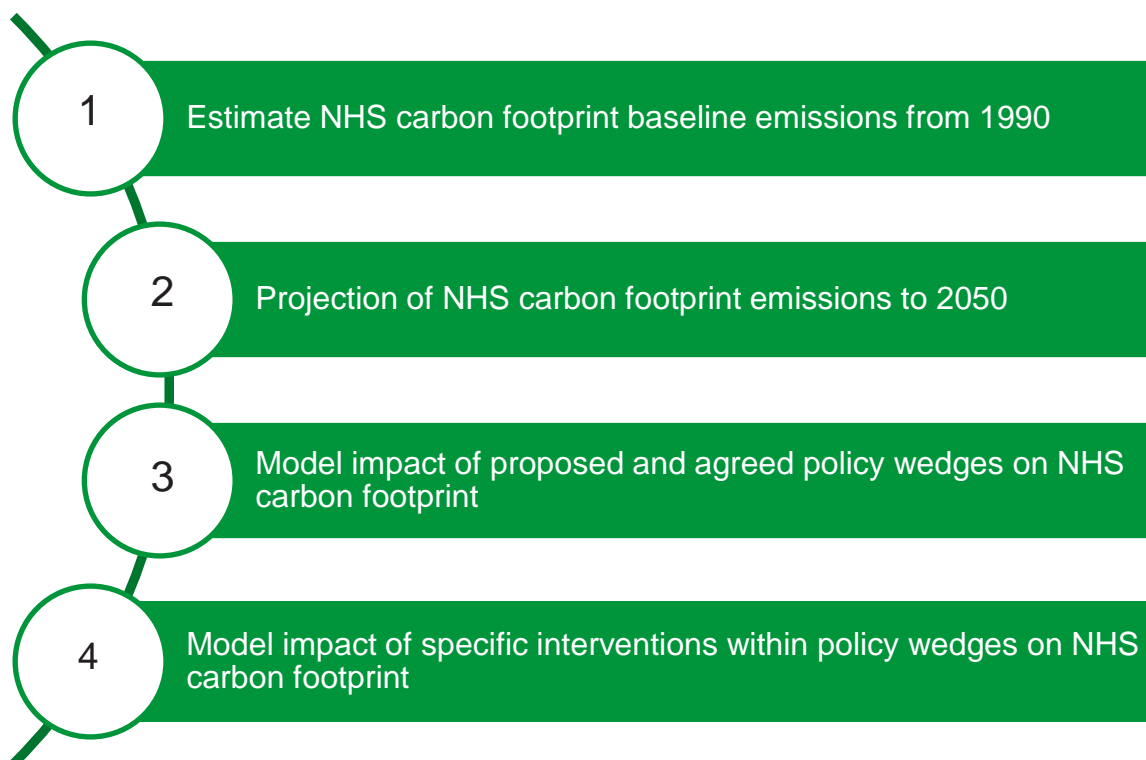 1
Estimate NHS carbon footprint baseline emissions from 1990
2
Projection of NHS carbon footprint emissions to 2050
3
Model impact of proposed and agreed policy wedges on NHS
carbon footprint
4
Model impact of specific interventions within policy wedges on NHS
carbon footprint